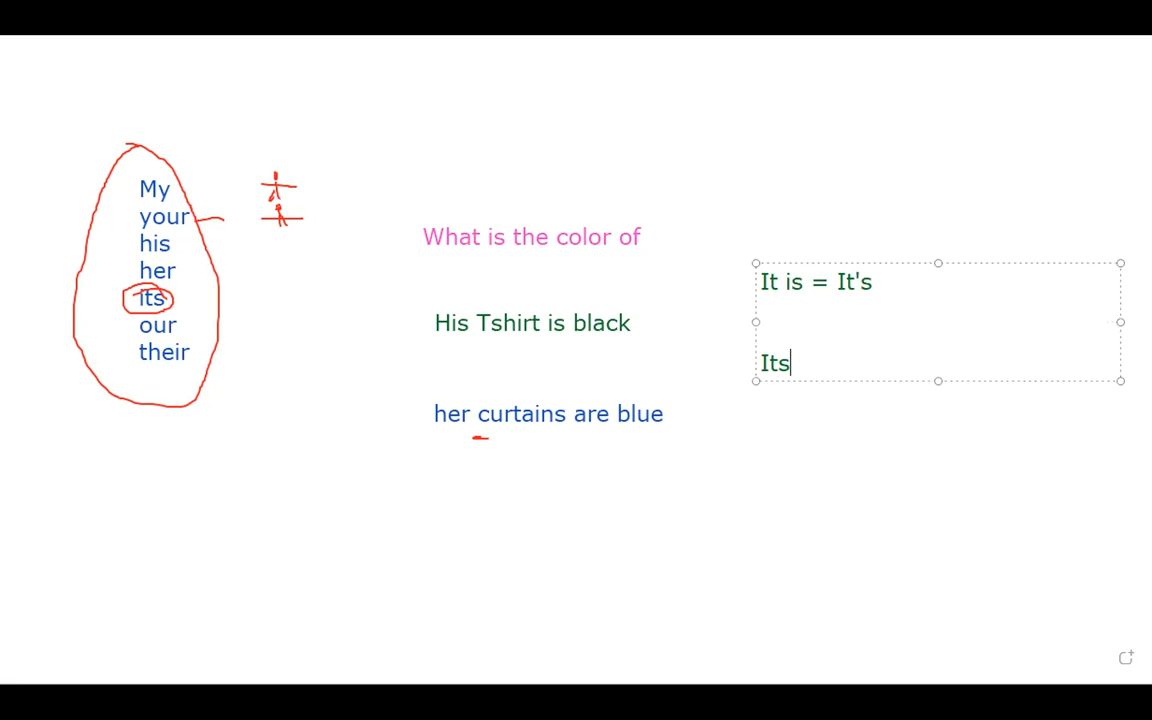 My
your
his
her
its
our
their
What is the color of
His Tshirt is black
her curtains are blue
It is = It's
Its